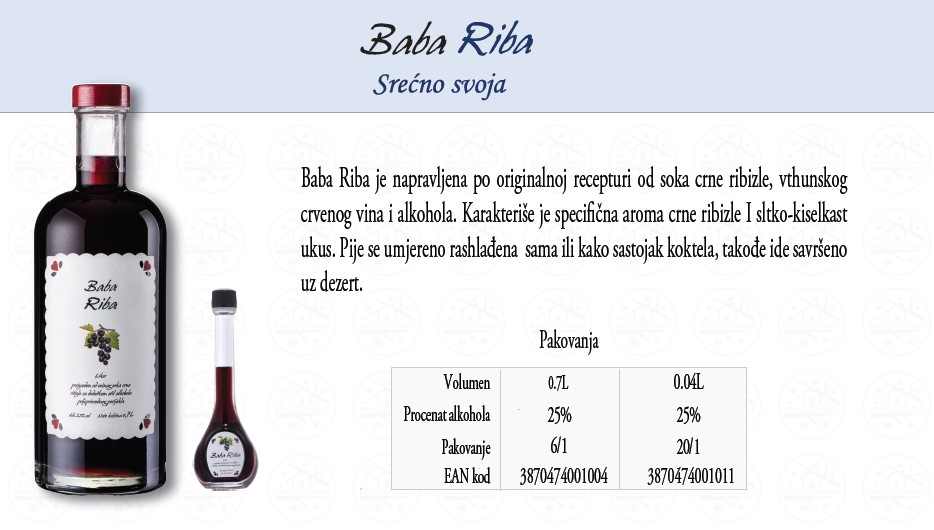 Baba Riba
Srećno svoja
Baba Riba je napravljena po originalnoj recepturi od soka crne ribizle, vthunskog
crvenog vina i alkohola. Karakteriše je specifična aroma crne ribizle I sltko-kiselkast
ukus. Pije se umjereno rashlađena sama ili kako sastojak koktela, takođe ide savršeno
uz dezert.
Baba
Riba
Liker
Baba Riba
Pakovanja
Volumen 0.7L 0.04L
Procenat alkohola 25% 25%
Pakovanje 6/1 20/1
EAN kod 3870474001004 3870474001011